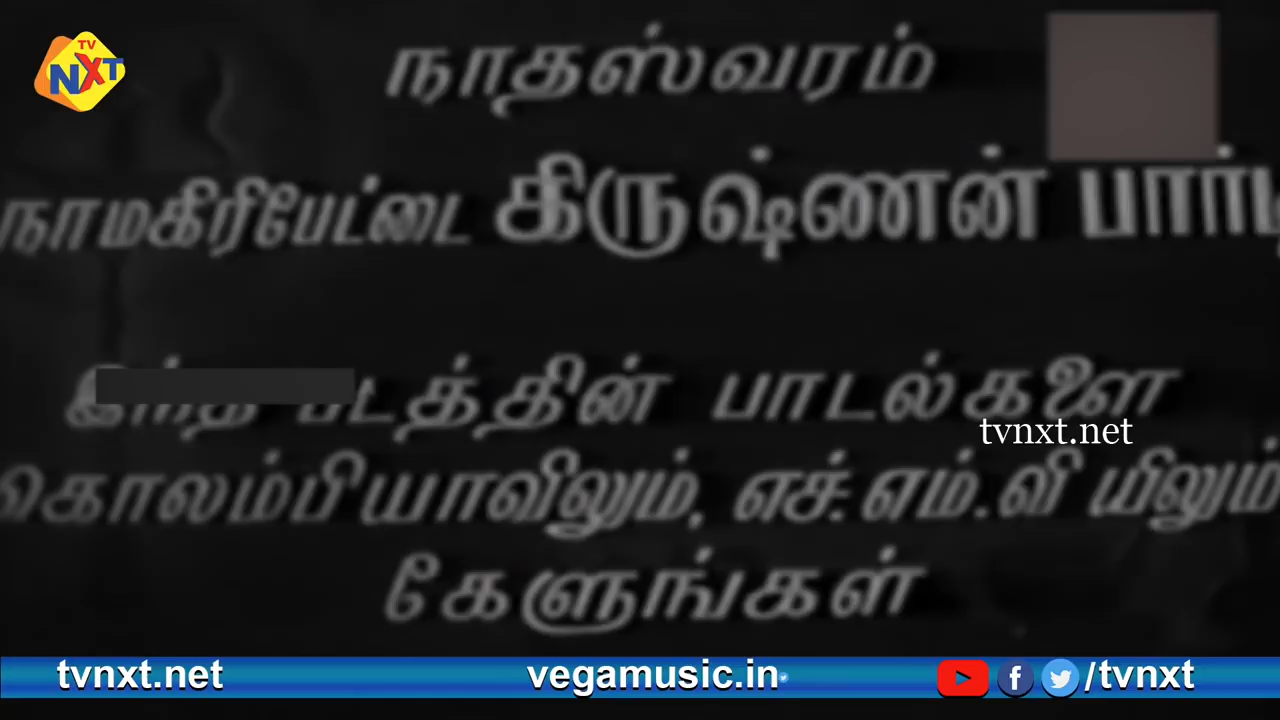 TV
NXT
நாதஸ்வரம்
நாமகிரிபேட்டை கிருஷ்ணன்
படத்தின் பாடல்களை
tvnxt.net
கொலம்பியாவிலும், எச்.எம்.வி யிலும்
கேளுங்கள்
tvnxt.net vegamusic.in /tvnxt